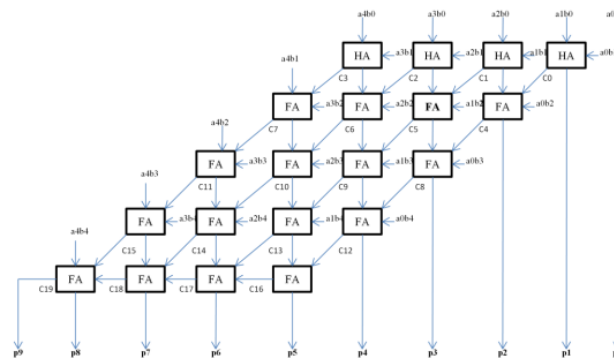 a4b0 a3b0 a2b0 a1b0
HA a3b1 HA a2b1 HA a1b1 HA a0b
a4b1 C3 C2 C1 C0
FA a3b2 FA a2b2 FA a1b2 FA a0b2
a4b2 C7 C6 C5 C4
FA a3b3 FA a2b3 FA a1b3 FA a0b3
a4b3 C11 C10 C9 C8
FA a3b4 FA a2b4 FA a1b4 FA a0b4
a4b4 C15 C14 C13 C12
FA FA FA FA
C19 C18 C17 C16
p9 p8 p7 p6 p5 p4 p3 p2 p1